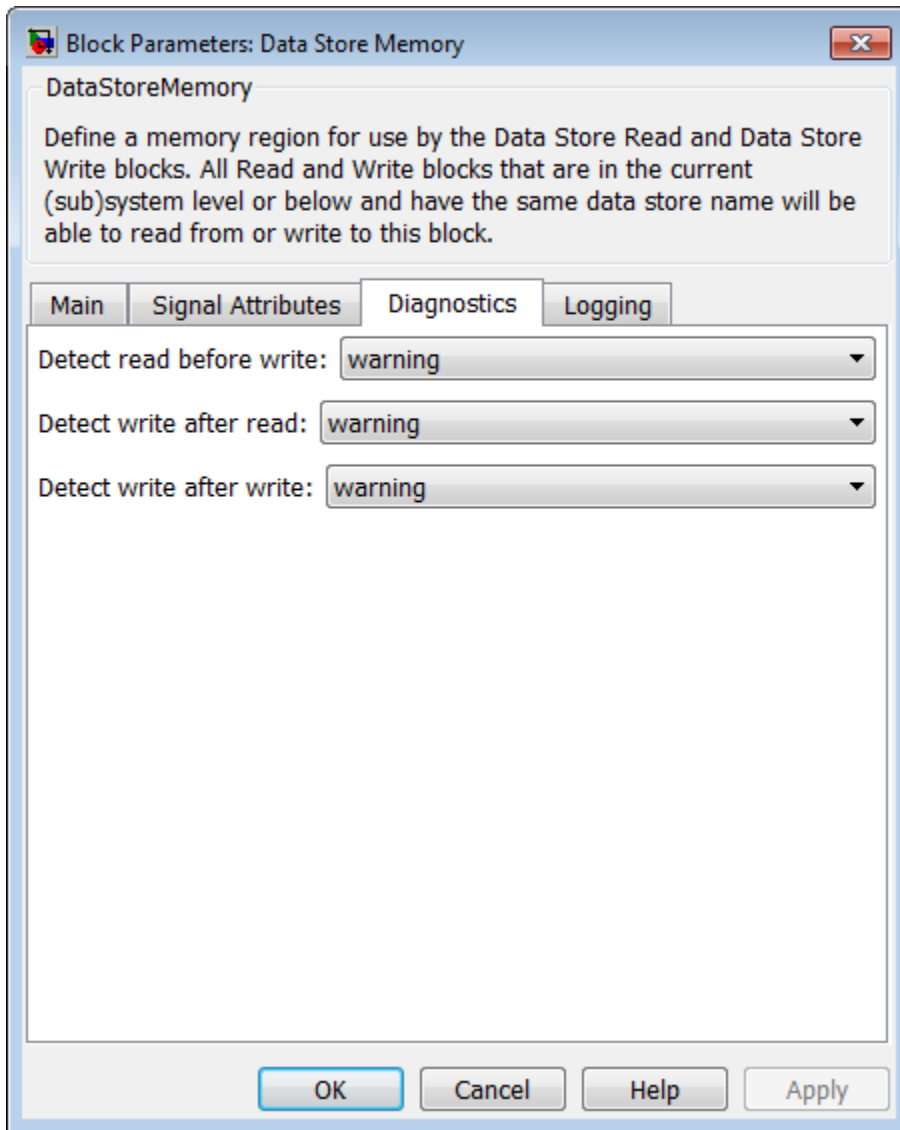 Block Parameters: Data Store Memory
DataStoreMemory
Define a memory region for use by the Data Store Read and Data Store
Write blocks. All Read and Write blocks that are in the current
(sub)system level or below and have the same data store name will be
able to read from or write to this block.
Main Signal Attributes Diagnostics Logging
Detect read before write: warning
Detect write after read: warning
Detect write after write: warning
OK Cancel Help Apply